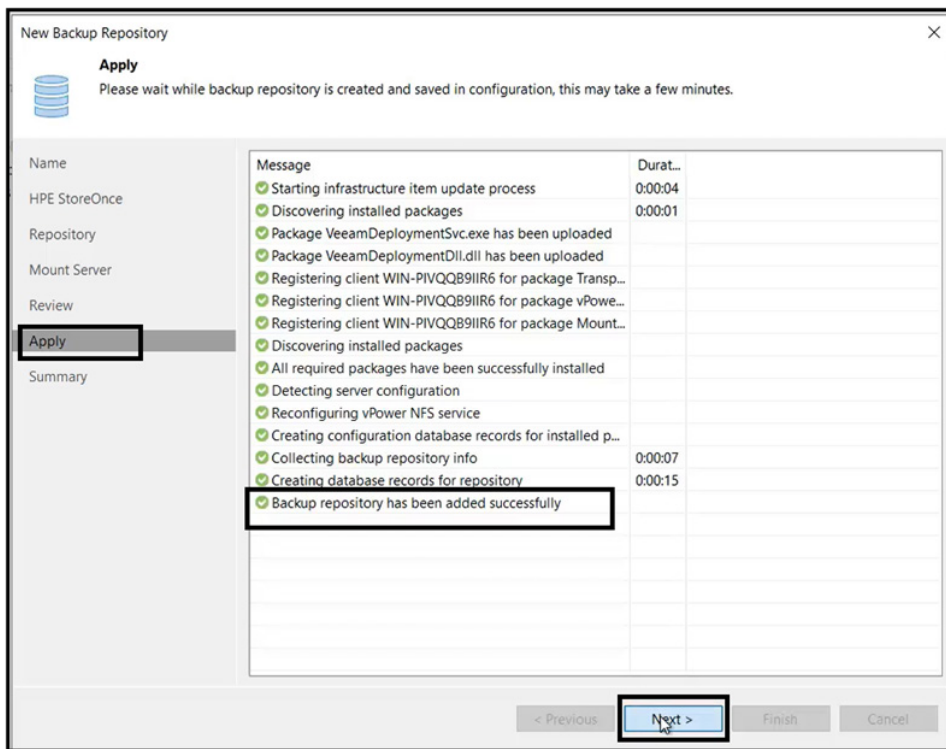 New Backup Repository
Apply
Please wait while backup repository is created and saved in configuration, this may take a few minutes.
Name
HPE StoreOnce
Repository
Mount Server
Review
Apply
Summary
Message Durat...
Starting infrastructure item update process 0:00:04
Discovering installed packages 0:00:01
Package VeeamDeploymentSvc.exe has been uploaded
Package VeeamDeploymentDll.dll has been uploaded
Registering client WIN-PIVQQB9IIR6 for package Transp...
Registering client WIN-PIVQQB9IIR6 for package vPowe...
Registering client WIN-PIVQQB9IIR6 for package Mount...
Discovering installed packages
All required packages have been successfully installed
Detecting server configuration
Reconfiguring vPower NFS service
Creating configuration database records for installed p...
Collecting backup repository info 0:00:07
Creating database records for repository 0:00:15
Backup repository has been added successfully
< Previous Next > Finish Cancel